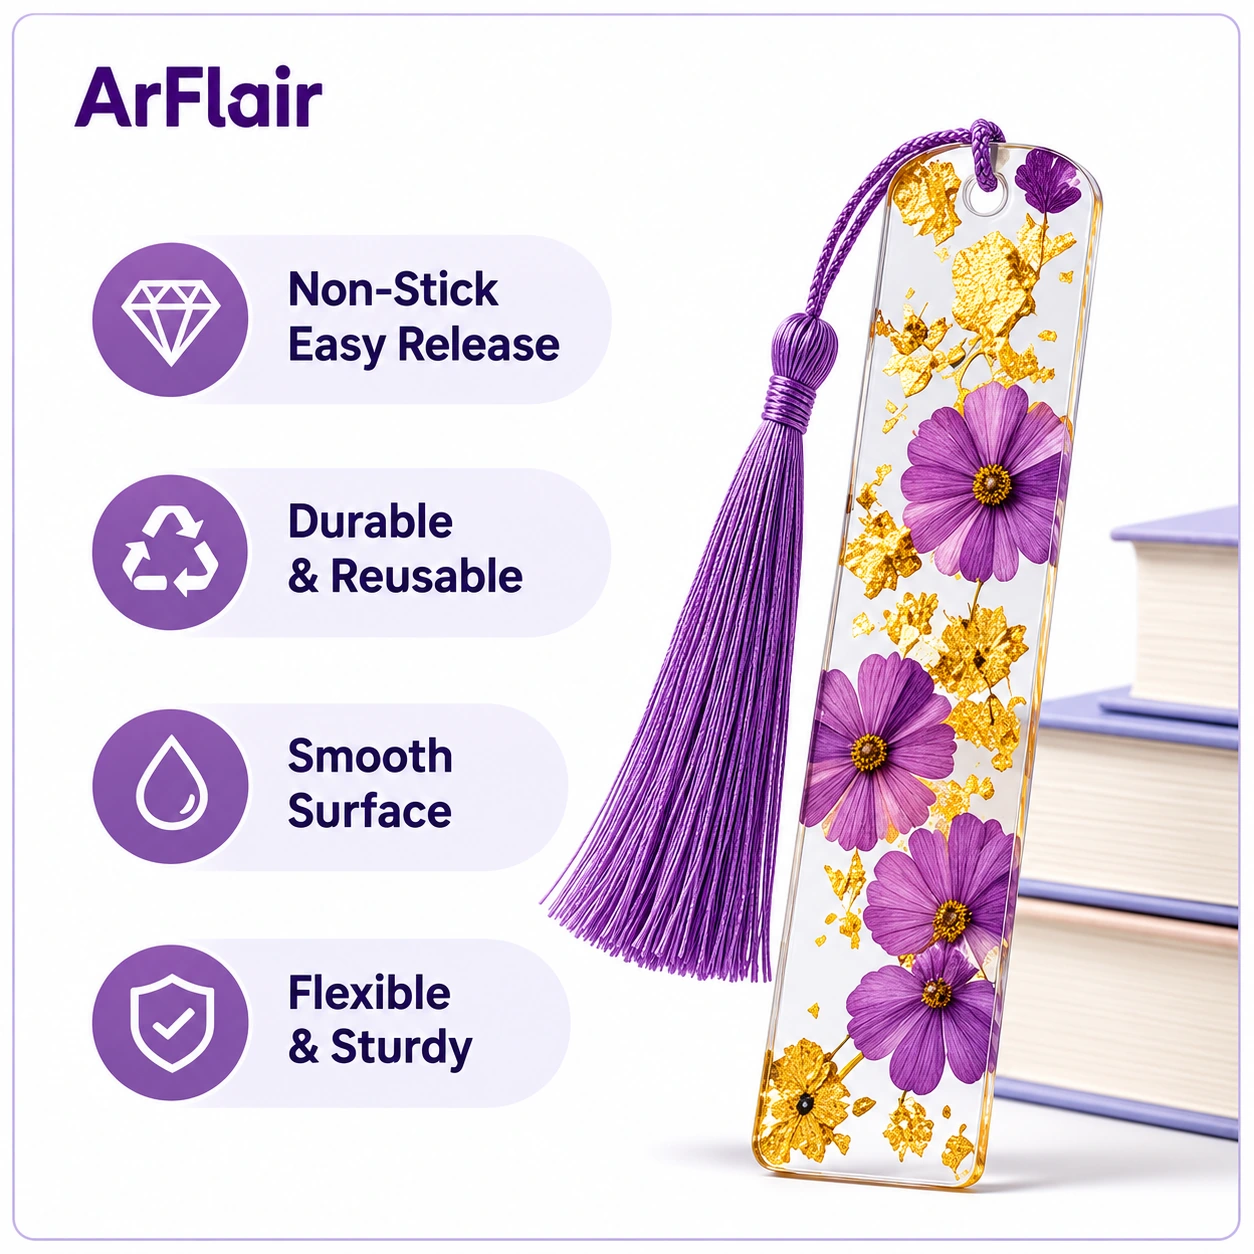 ArFlair
Non-Stick
Easy Release
Durable
& Reusable
Smooth
Surface
Flexible
& Sturdy